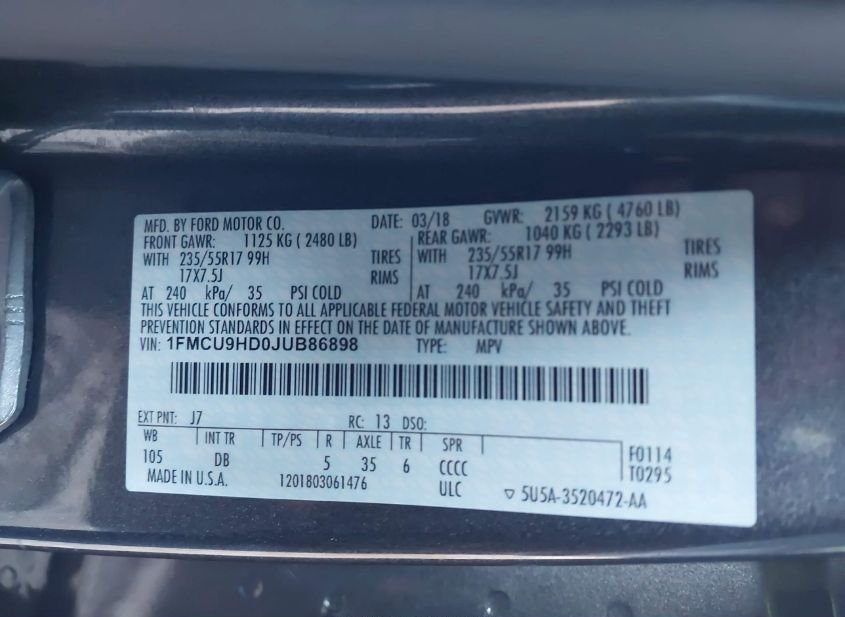 MFD. BY FORD MOTOR CO. DATE: 03/18 GVWR: 2159 KG ( 4760 LB)
FRONT GAWR: 1125 KG ( 2480 LB) REAR GAWR: 1040 KG ( 2293 LB)
WITH 235/55R17 99H TIRES WITH 235/55R17 99H TIRES
17X7.5J RIMS 17X7.5J RIMS
AT 240 kPa/ 35 PSI COLD AT 240 kPa/ 35 PSI COLD
THIS VEHICLE CONFORMS TO ALL APPLICABLE FEDERAL MOTOR VEHICLE SAFETY AND THEFT
PREVENTION STANDARDS IN EFFECT ON THE DATE OF MANUFACTURE SHOWN ABOVE.
VIN: 1FMCU9HD0JUB86898 TYPE: MPV
EXT PNT: J7 RC: 13 DSO:
WB INT TR TP/PS R AXLE TR SPR F0114
105 DB 5 35 6 CCCC T0295
MADE IN U.S.A. 1201803061476 ULC 5U5A-3520472-AA